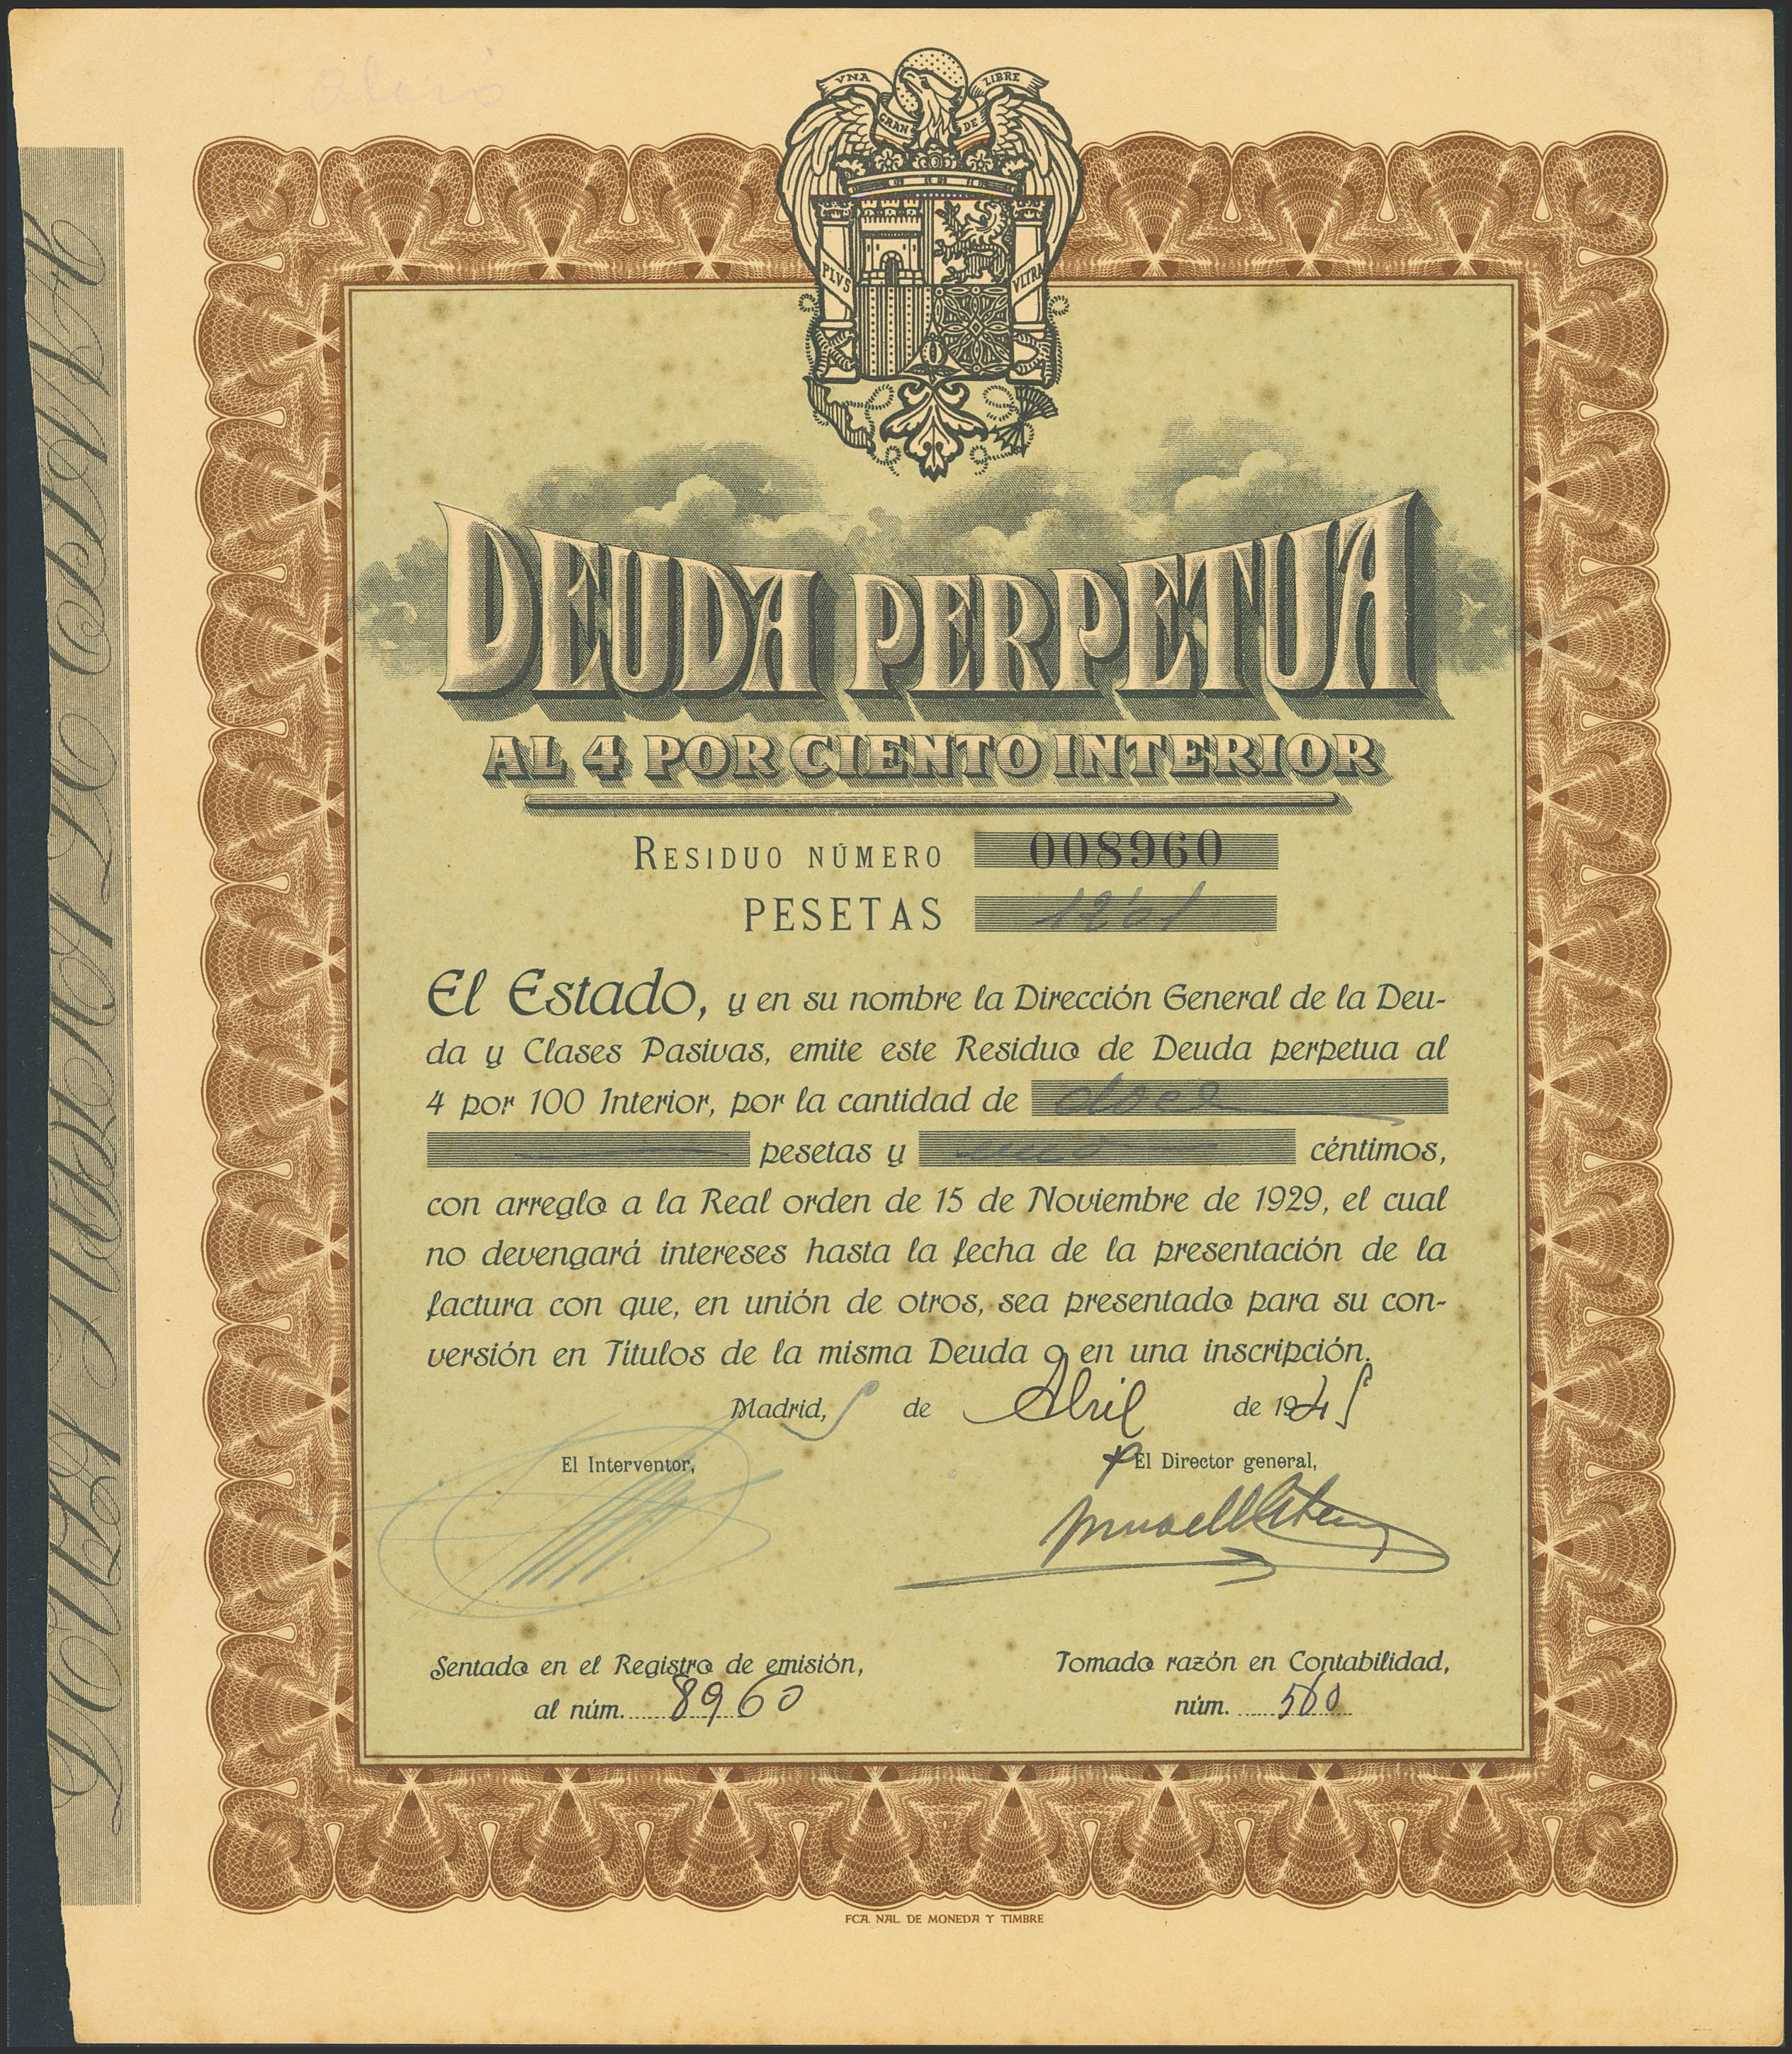 VNA
LIBRE
GRAN
DE
PLVS
VLTRA
DEUDA PERPETUA
AL 4 POR CIENTO INTERIOR
RESIDUO NÚMERO 008960
PESETAS 12'01
El Estado, y en su nombre la Dirección General de la Deu-
da y Clases Pasivas, emite este Residuo de Deuda perpetua al
4 por 100 Interior, por la cantidad de doce
pesetas y uno céntimos,
con arreglo a la Real orden de 15 de Noviembre de 1929, el cual
no devengará intereses hasta la fecha de la presentación de la
factura con que, en unión de otros, sea presentado para su con-
versión en Títulos de la misma Deuda o en una inscripción.
Madrid, 5 de Abril de 1945
El Interventor,
P El Director general,
Sentado en el Registro de emisión,
al núm. 8960
Tomado razón en Contabilidad,
núm. 560
FCA. NAL. DE MONEDA Y TIMBRE